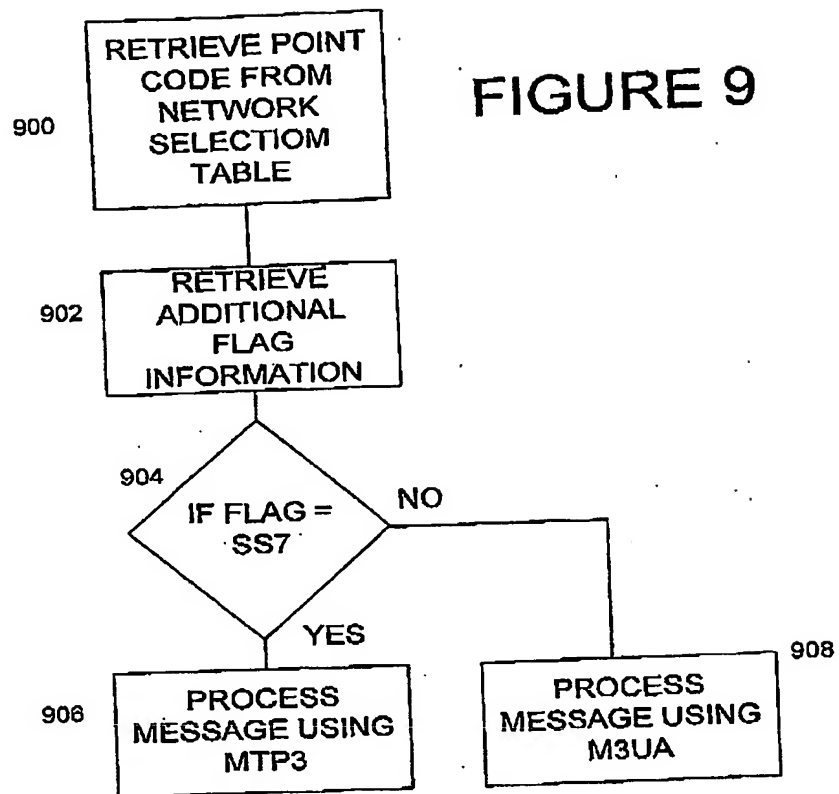 RETRIEVE POINT
CODE FROM
NETWORK
SELECTIOM
TABLE
FIGURE 9
900
RETRIEVE
ADDITIONAL
FLAG
INFORMATION
902
904
IF FLAG =
SS7
NO
YES
906
PROCESS
MESSAGE USING
MTP3
908
PROCESS
MESSAGE USING
M3UA